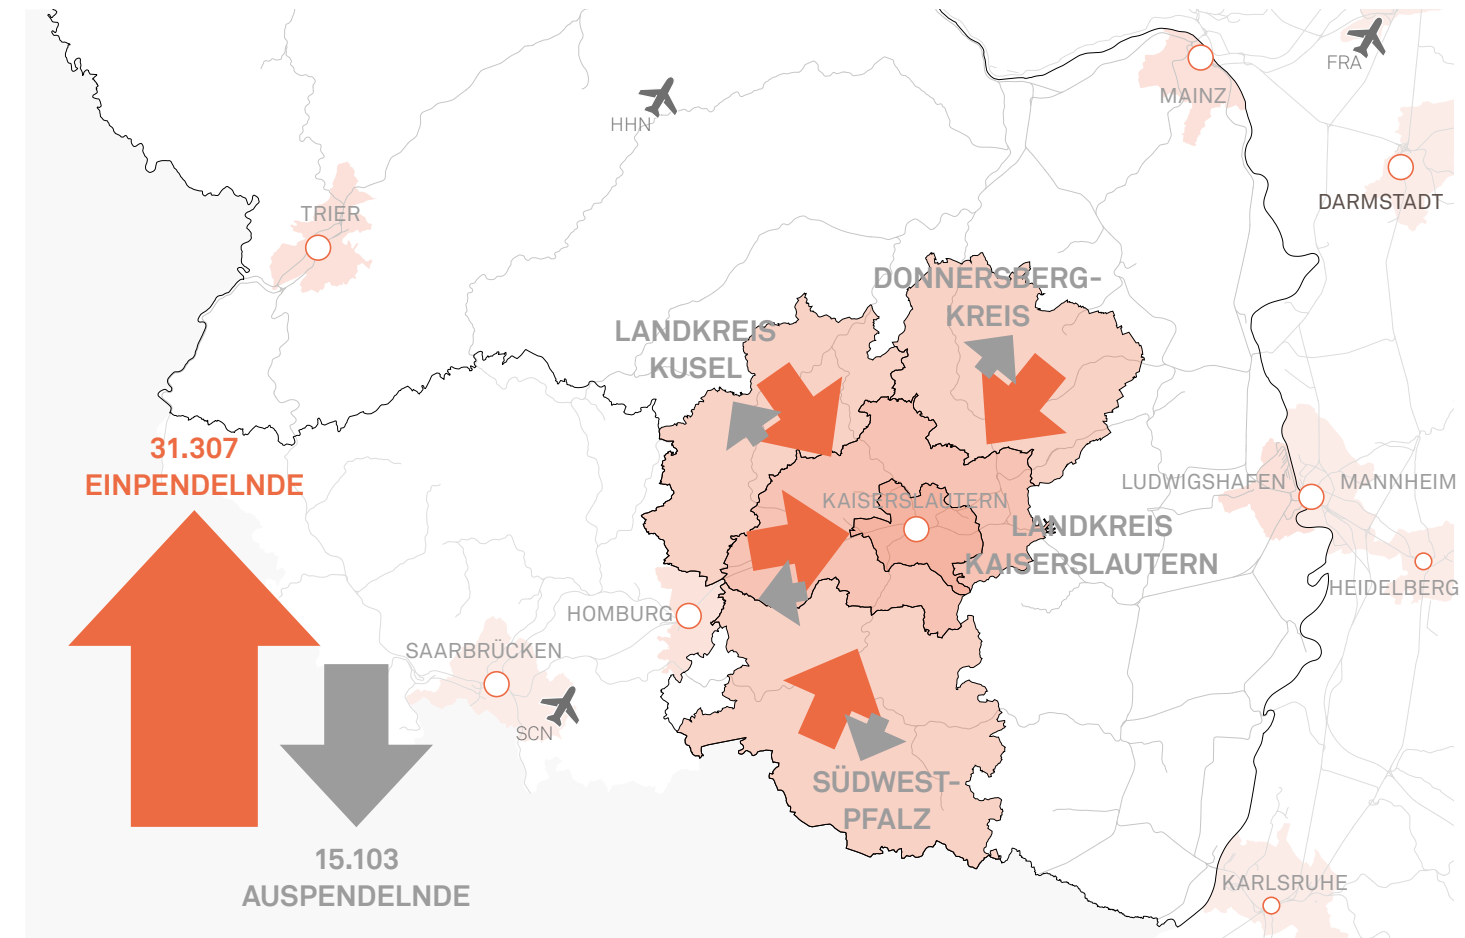 FRA
MAINZ
HHN
DARMSTADT
TRIER
DONNERSBERG-
KREIS
LANDKREIS
KUSEL
31.307
EINPENDELNDE
LUDWIGSHAFEN
MANNHEIM
KAISERSLAUTERN
LANDKREIS
KAISERSLAUTERN
HEIDELBERG
HOMBURG
SAARBRÜCKEN
SCN
SÜDWEST-
PFALZ
15.103
AUSPENDELNDE
KARLSRUHE